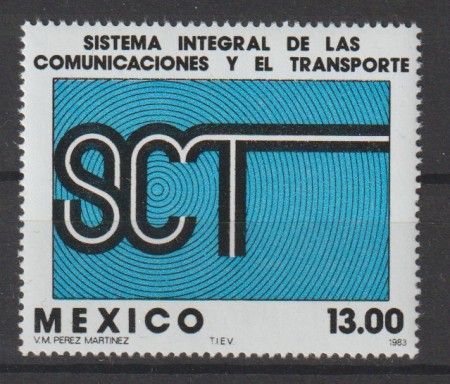 SISTEMA INTEGRAL DE LAS
COMUNICACIONES Y EL TRANSPORTE
SCT
MEXICO 13.00
V.M. PEREZ MARTINEZ T.I.E.V. 1983